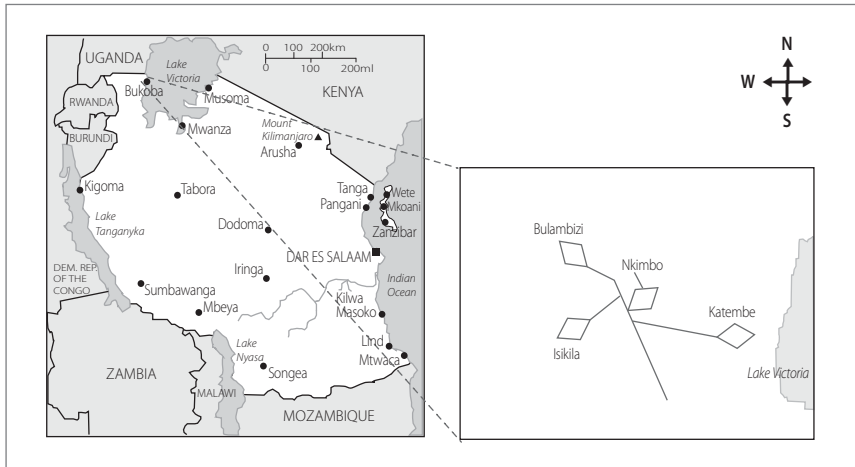 UGANDA
Lake
Victoria
0 100 200km
0 100 200ml
N
W E
S
Bukoba
Musoma
KENYA
RWANDA
Mwanza
Mount
Kilimanjaro
BURUNDI
Arusha
Kigoma
Tabora
Tanga
Wete
Pangani
Mkoani
Lake
Tanganyka
Dodoma
Zanzibar
DAR ES SALAAM
DEM. REP.
OF THE
CONGO
Iringa
Indian
Ocean
Sumbawanga
Mbeya
Kilwa
Masoko
Lake
Nyasa
Lind
Mtwaca
ZAMBIA
Songea
MALAWI
MOZAMBIQUE
Bulambizi
Nkimbo
Katembe
Isikila
Lake Victoria